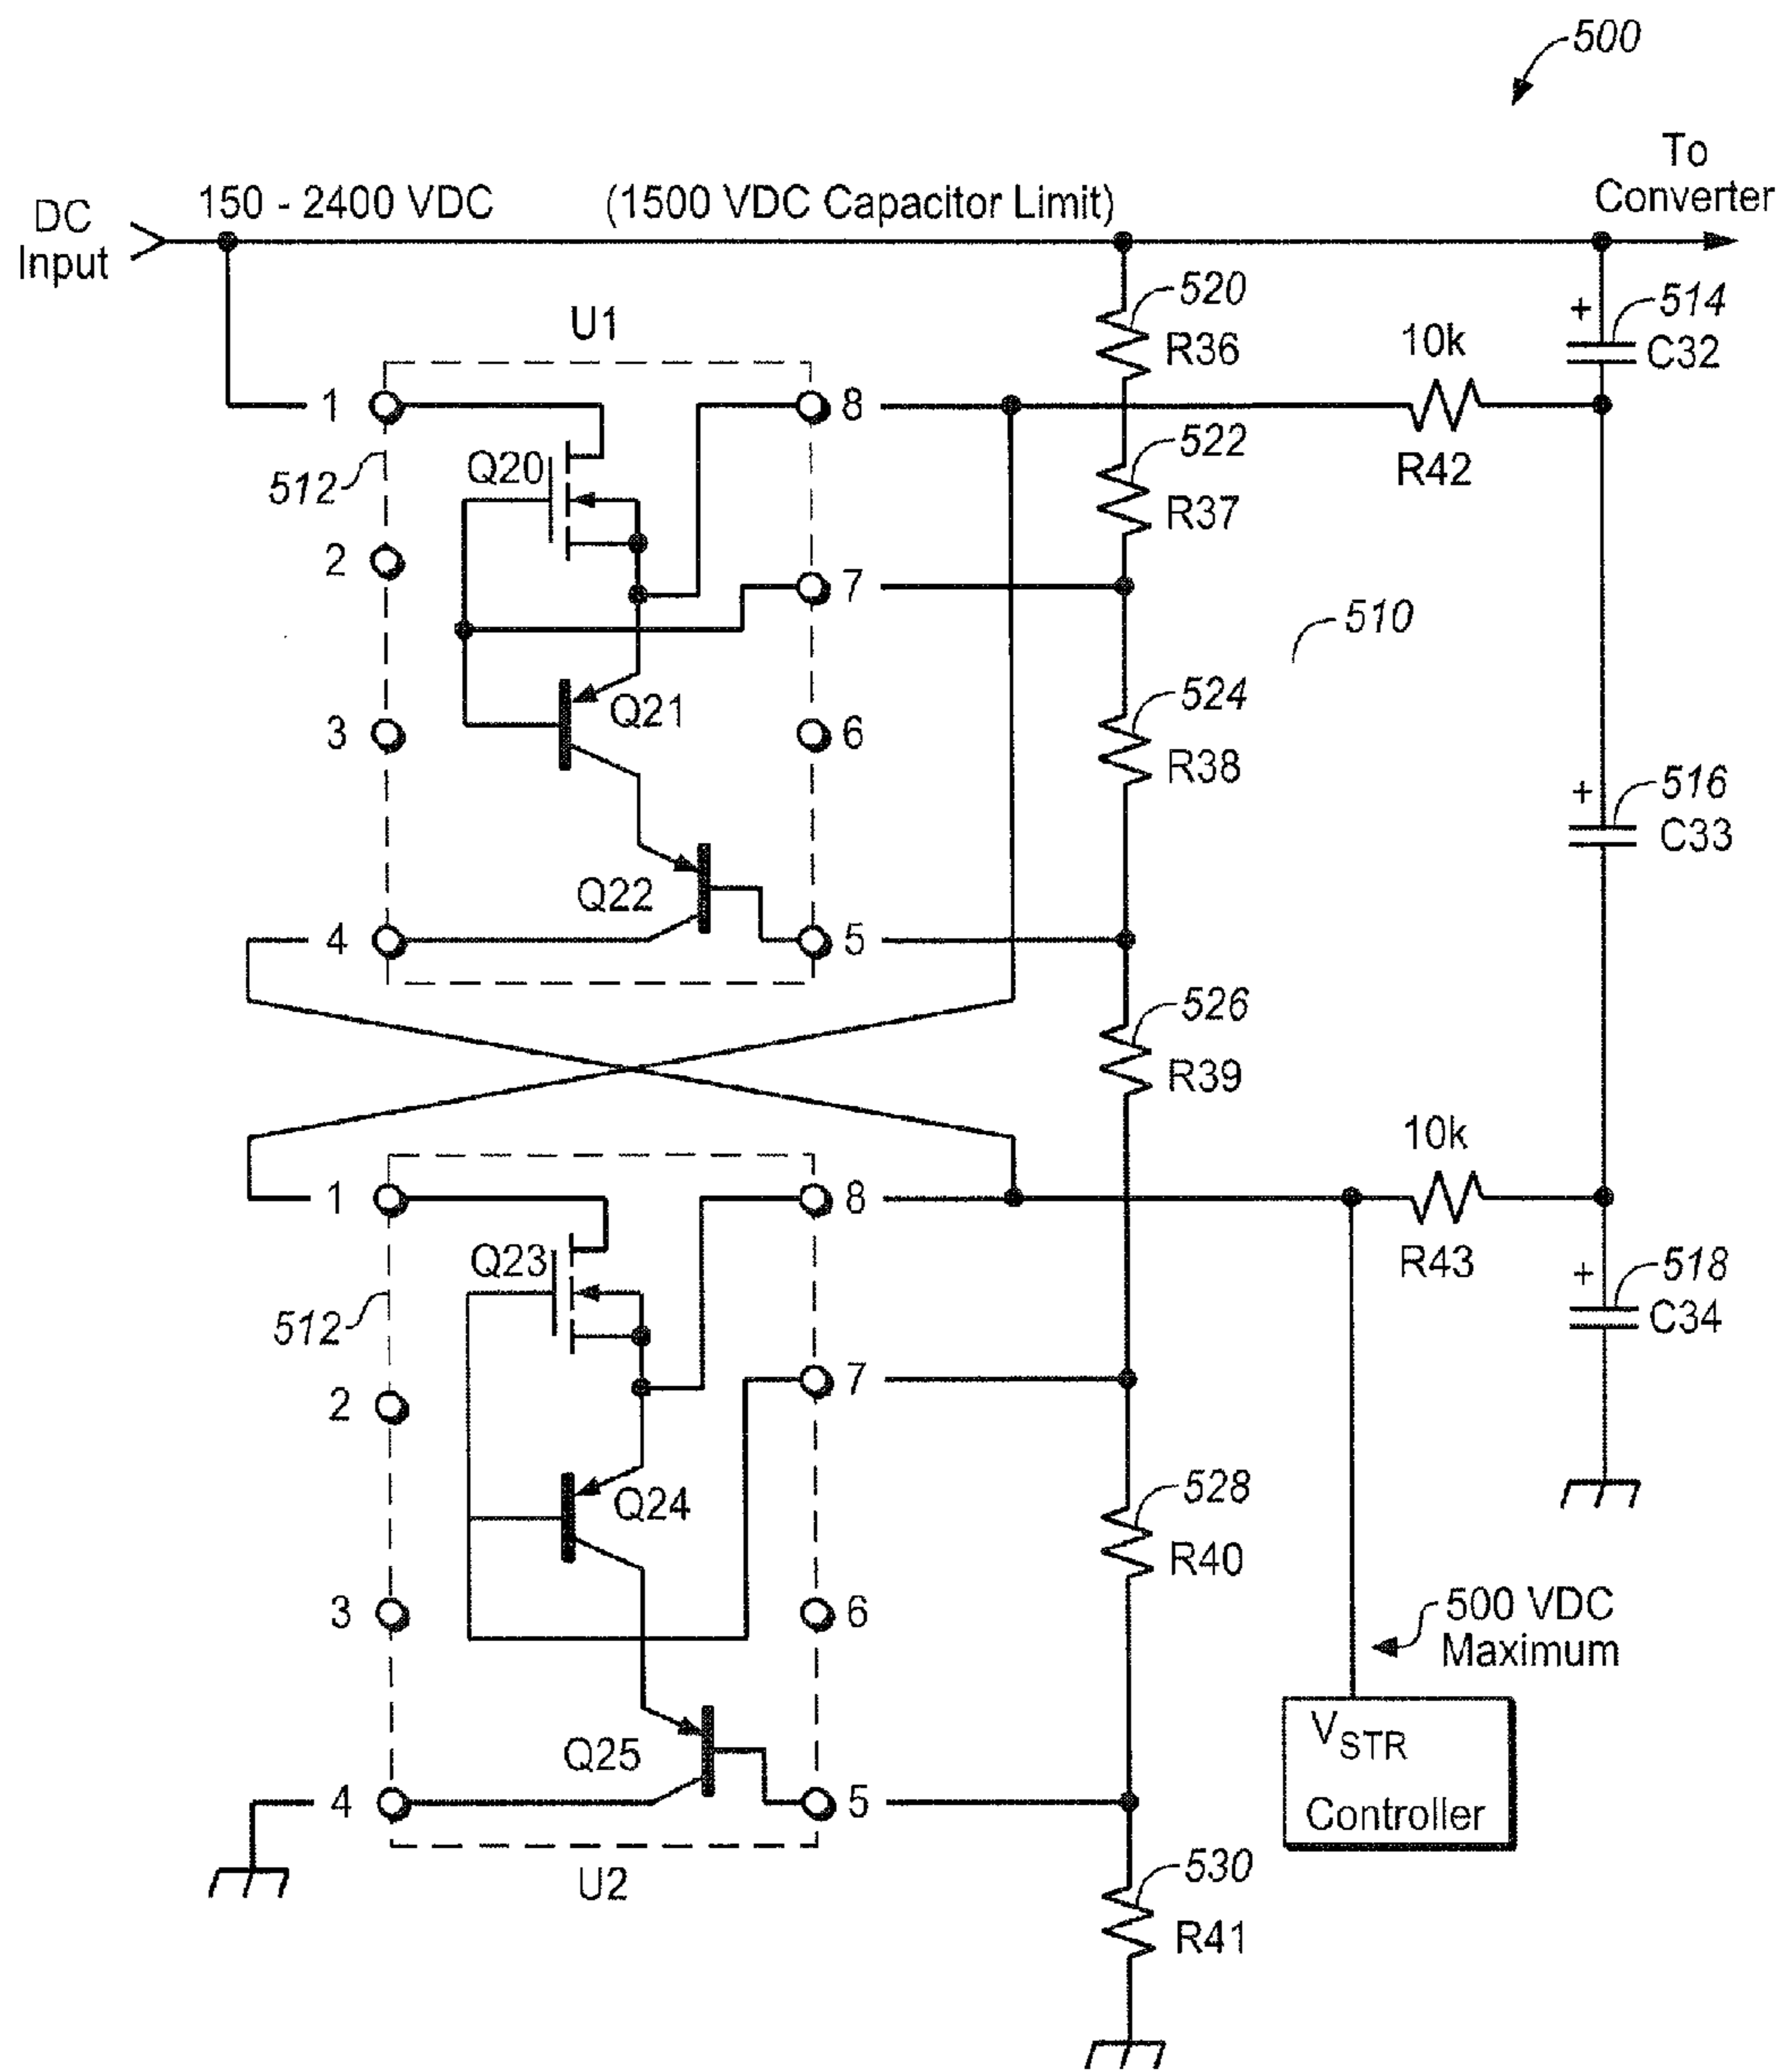 500
To
Converter
DC
Input
150 - 2400 VDC (1500 VDC Capacitor Limit)
U1
520
R36
10k
+ 514
C32
1
8
512
Q20
522
R37
R42
2
7
510
3
Q21
6
524
R38
+ 516
C33
Q22
4
5
526
R39
10k
1
8
R43
Q23
512
+ 518
C34
2
7
Q24
528
R40
3
6
500 VDC
Maximum
Q25
VSTR
Controller
4
5
U2
530
R41